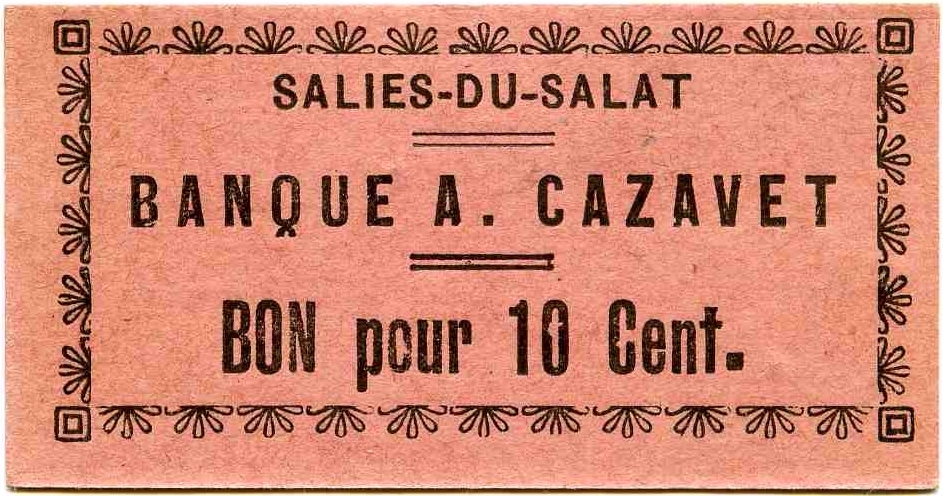 SALIES-DU-SALAT
BANQUE A. CAZAVET
BON pour 10 Cent.